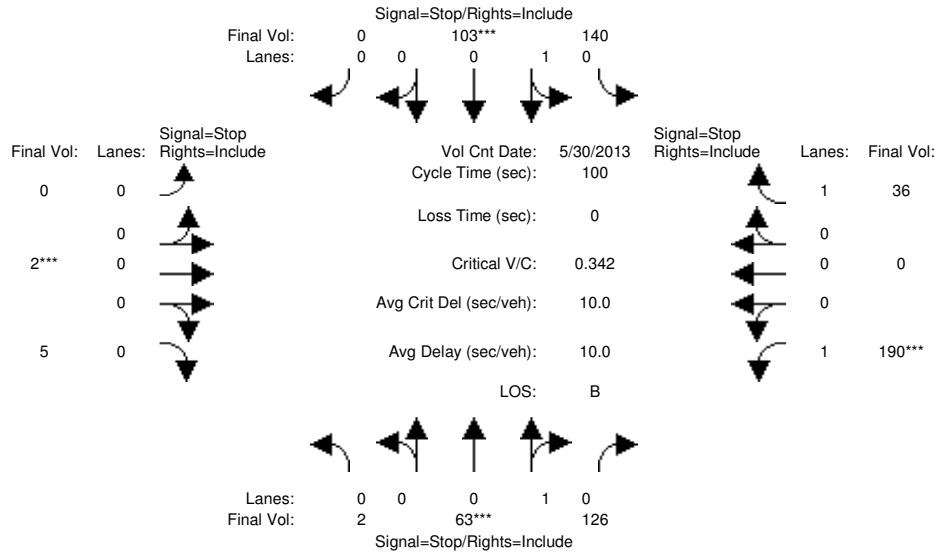 Signal=Stop/Rights=Include
Final Vol: 0 103*** 140
Lanes: 0 0 0 1 0
Signal=Stop
Final Vol: Lanes: Rights=Include
Vol Cnt Date: 5/30/2013
Signal=Stop
Rights=Include Lanes: Final Vol:
Cycle Time (sec): 100
0 0
1 36
Loss Time (sec): 0
0
0
2*** 0
Critical V/C: 0.342
0 0
0
Avg Crit Del (sec/veh): 10.0
0
5 0
Avg Delay (sec/veh): 10.0
1 190***
LOS: B
Lanes: 0 0 0 1 0
Final Vol: 2 63*** 126
Signal=Stop/Rights=Include